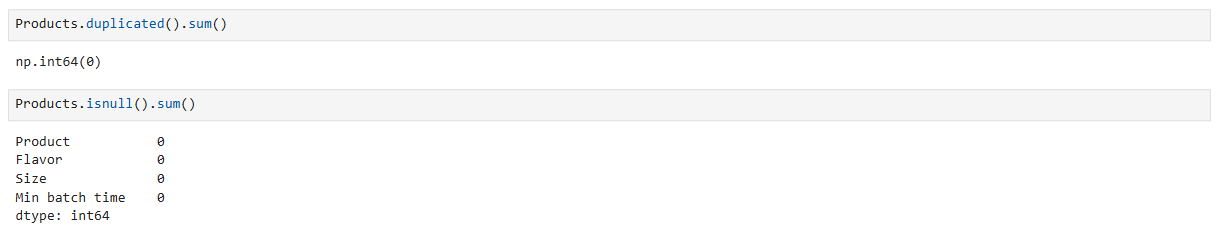 Products.duplicated().sum()
np.int64(0)
Products.isnull().sum()
Product 0
Flavor 0
Size 0
Min batch time 0
dtype: int64